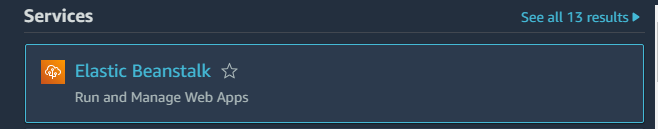 Services
See all 13 results
Elastic Beanstalk
Run and Manage Web Apps